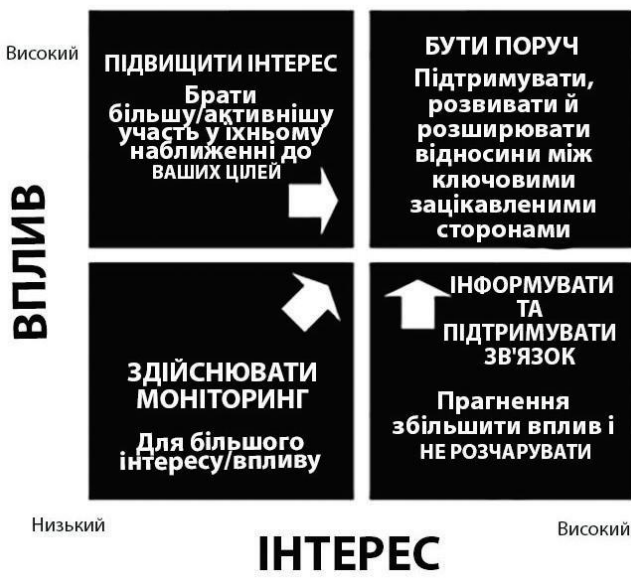 Високий
ПІДВИЩИТИ ІНТЕРЕС
Брати
більшу/активнішу
участь у їхньому
наближенні до
ВАШИХ ЦІЛЕЙ
БУТИ ПОРУЧ
Підтримувати,
розвивати й
розширювати
відносини між
ключовими
зацікавленими
сторонами
ВПЛИВ
ЗДІЙСНЮВАТИ
МОНІТОРИНГ
Для більшого
інтересу/впливу
ІНФОРМУВАТИ
ТА
ПІДТРИМУВАТИ
ЗВ'ЯЗОК
Прагнення
збільшити вплив і
НЕ РОЗЧАРУВАТИ
Низький
Високий
ІНТЕРЕС